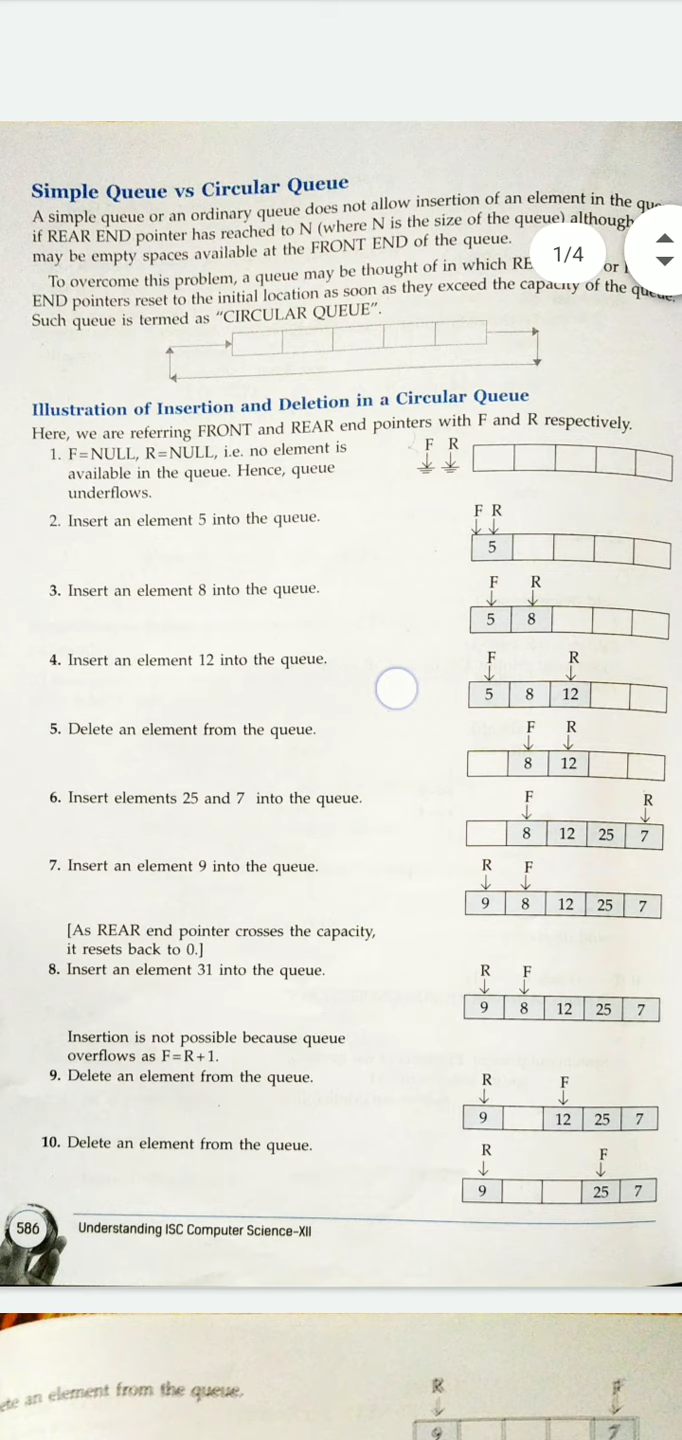 Simple Queue vs Circular Queue
A simple queue or an ordinary queue does not allow insertion of an element in the
if REAR END pointer has reached to N (where N is the size of the queue) although
may be empty spaces available at the FRONT END of the queue.
1/4
To overcome this problem, a queue may be thought of in which or
END pointers reset to the initial location as soon as they exceed the capacity of the queue.
Such queue is termed as "CIRCULAR QUEUE".
Illustration of Insertion and Deletion in a Circular Queue
Here, we are referring FRONT and REAR end pointers with F and R respectively.
1. F=NULL, R=NULL, i.e. no element is
available in the queue. Hence, queue
underflows.
F R
2. Insert an element 5 into the queue.
F R
5
3. Insert an element 8 into the queue.
F R
5 8
4. Insert an element 12 into the queue.
F R
5 8 12
5. Delete an element from the queue.
F R
8 12
6. Insert elements 25 and 7 into the queue.
F R
8 12 25 7
7. Insert an element 9 into the queue.
R F
9 8 12 25 7
[As REAR end pointer crosses the capacity,
it resets back to 0.]
8. Insert an element 31 into the queue.
R F
9 8 12 25 7
Insertion is not possible because queue
overflows as F=R+1.
9. Delete an element from the queue.
R F
9 12 25 7
10. Delete an element from the queue.
R F
9 25 7
586 Understanding ISC Computer Science-XII
an element from the queue.
R F
9 7